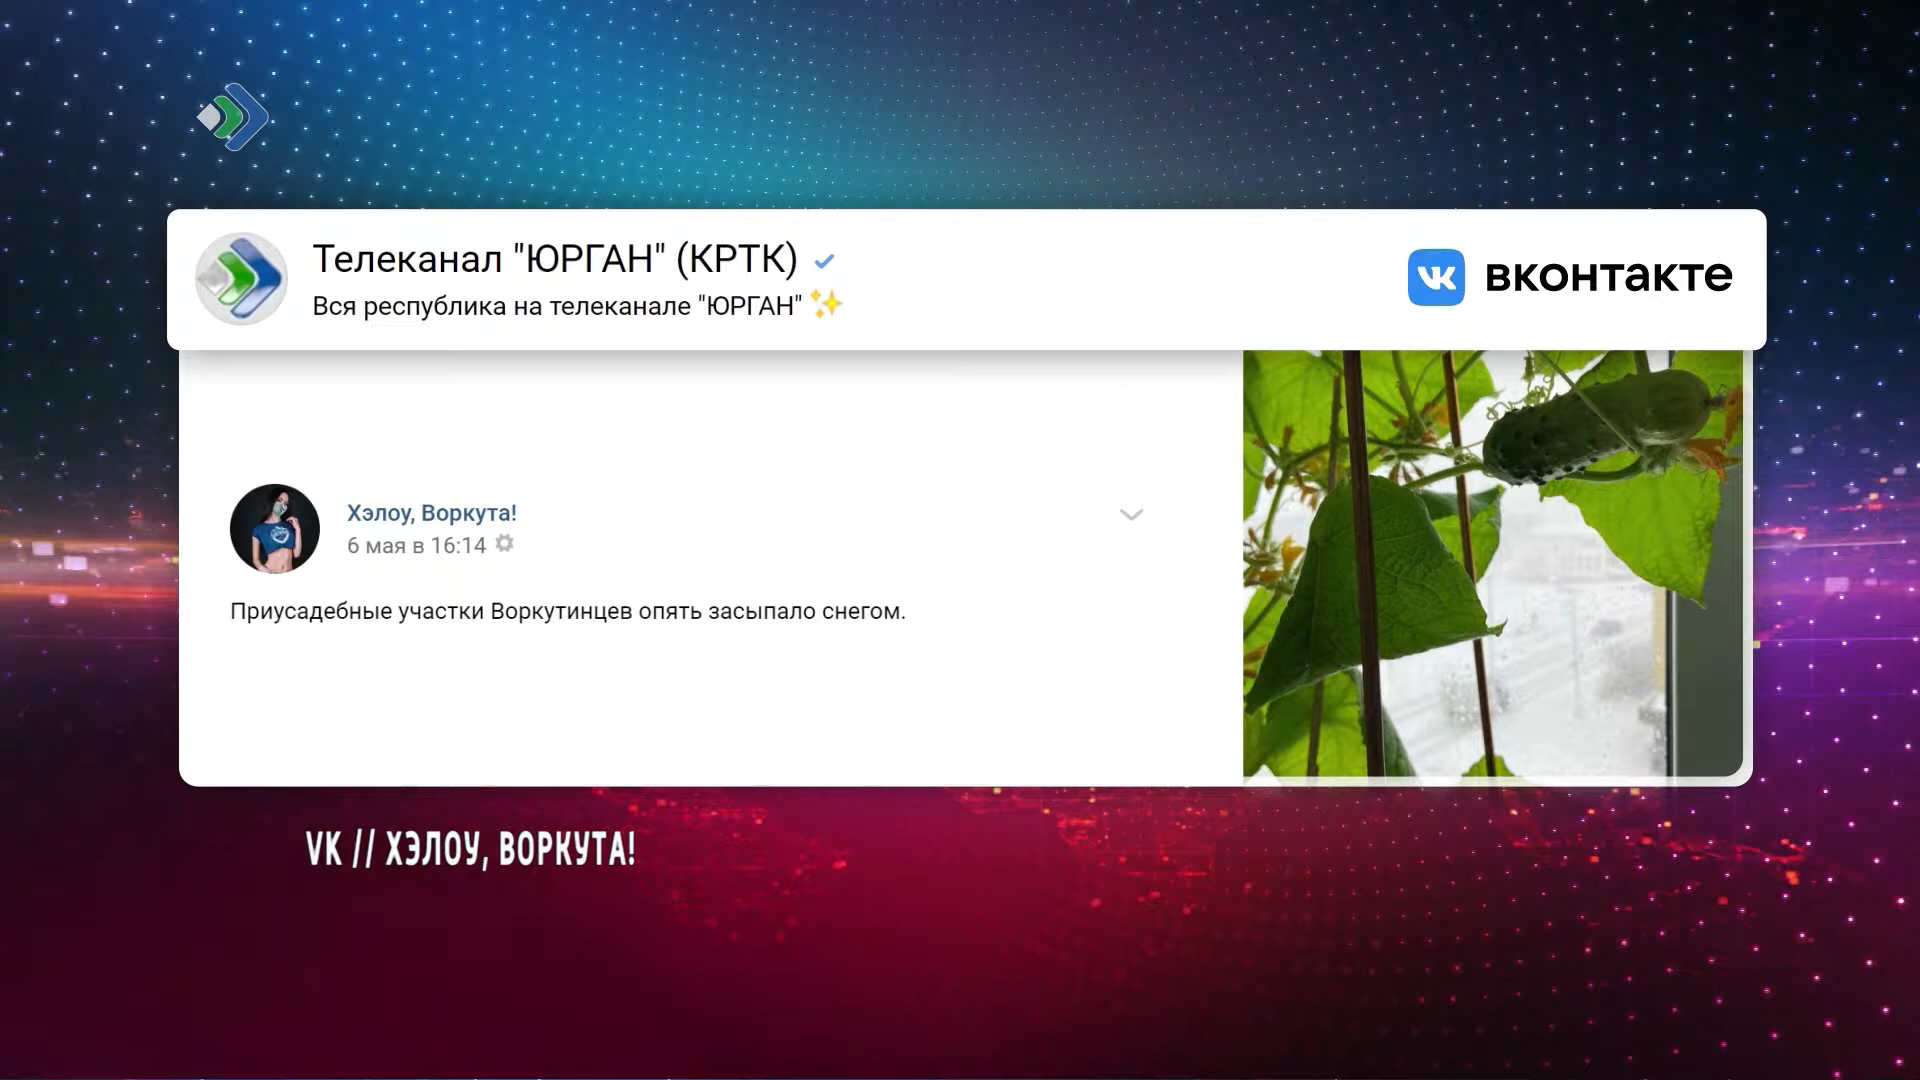 Телеканал "ЮРГАН" (КРТК)
Вся республика на телеканале "ЮРГАН" ✨
вконтакте
Хэлоу, Воркута!
6 мая в 16:14
Приусадебные участки Воркутинцев опять засыпало снегом.
VK // ХЭЛОУ, ВОРКУТА!